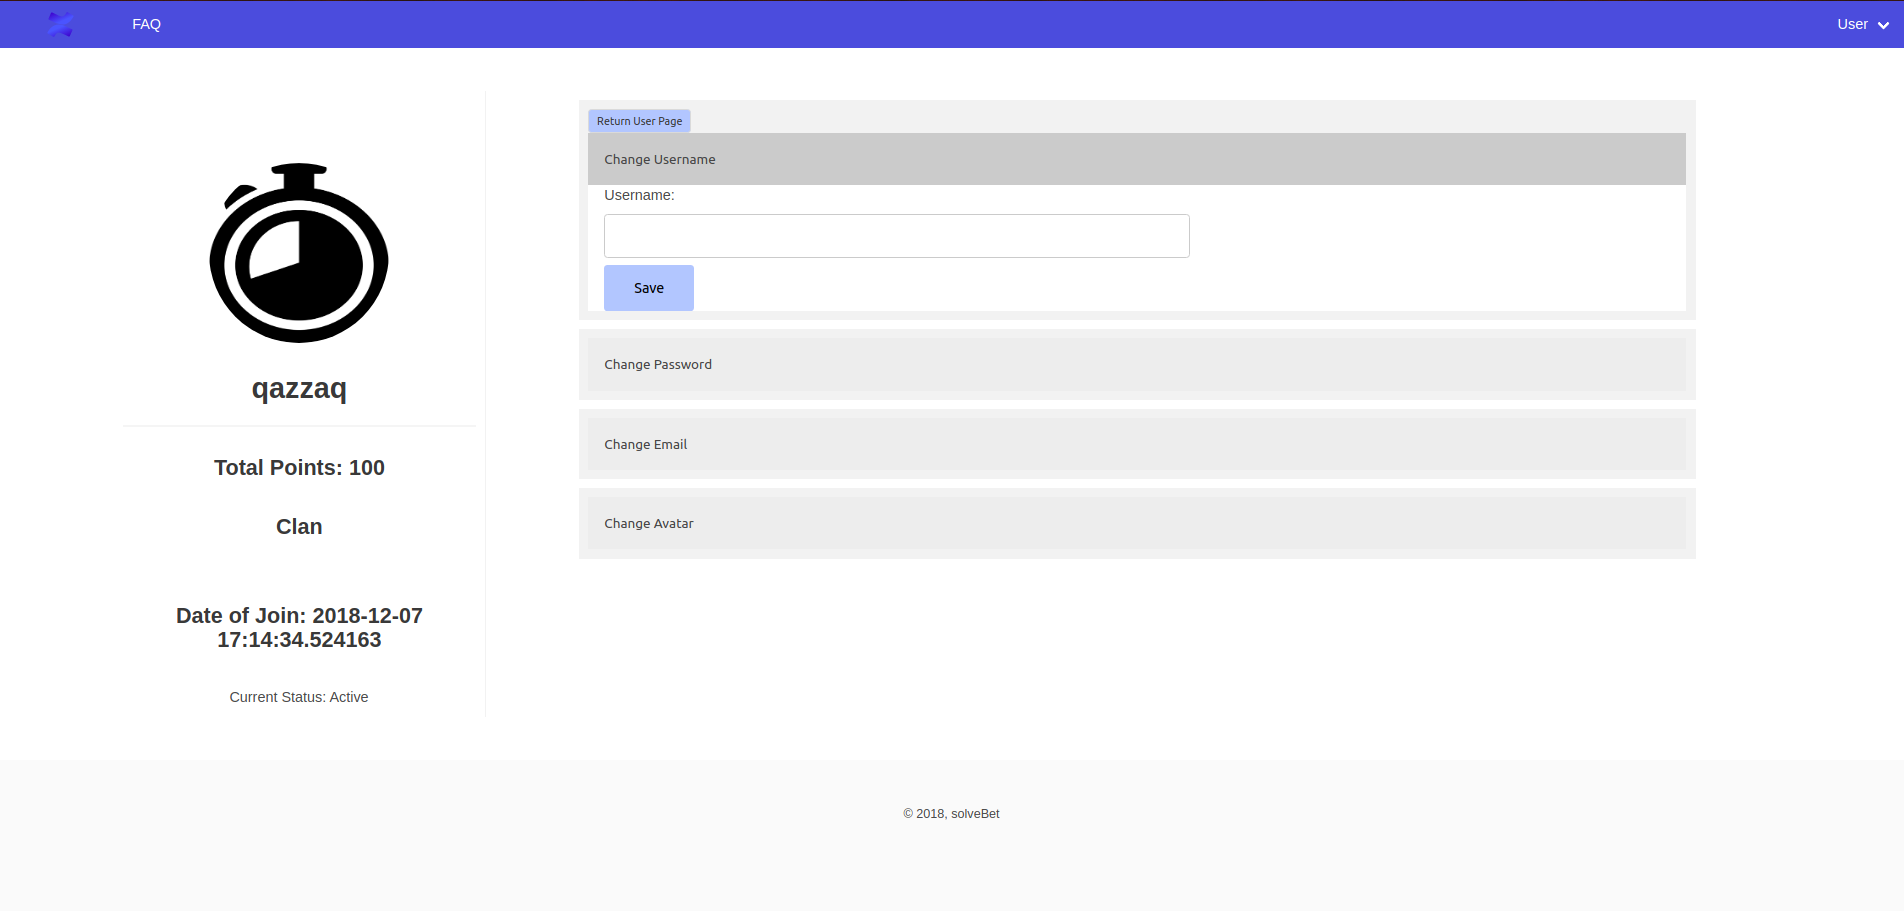 FAQ
User
qazzaq
Total Points: 100
Clan
Date of Join: 2018-12-07
17:14:34.524163
Current Status: Active
Return User Page
Change Username
Username:
Save
Change Password
Change Email
Change Avatar
© 2018, solveBet